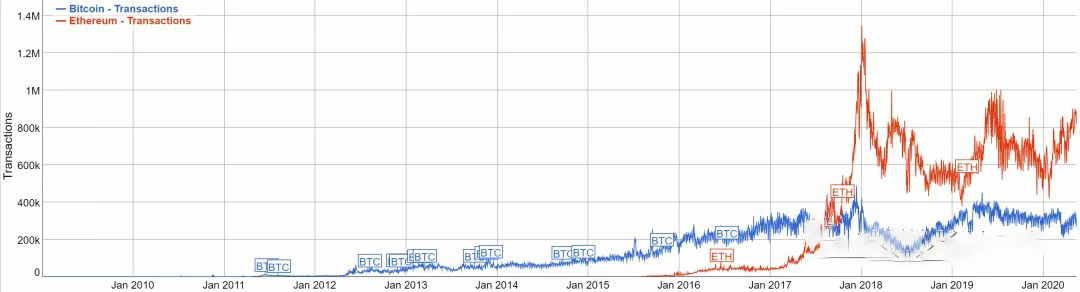 Bitcoin - Transactions
Ethereum - Transactions
Transactions
1.4M
1.2M
1M
800k
600k
400k
200k
0
BTC
BTC
BTC
BTC
BTC
BTC
BTC
BTC
BTC
BTC
ETH
ETH
ETH
Jan 2010
Jan 2011
Jan 2012
Jan 2013
Jan 2014
Jan 2015
Jan 2016
Jan 2017
Jan 2018
Jan 2019
Jan 2020